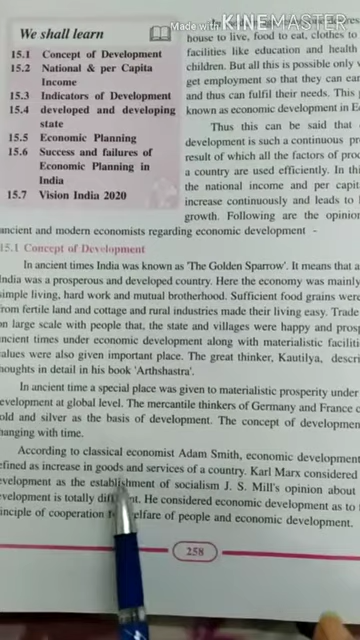 Made with KINEMASTER
We shall learn
15.1 Concept of Development
15.2 National & per Capita
Income
15.3 Indicators of Development
15.4 developed and developing
state
15.5 Economic Planning
15.6 Success and failures of
Economic Planning in
India
15.7 Vision India 2020
house to live, food to eat, clothes to
facilities like education and health
children. But all this is possible only
get employment so that they can ear
and thus can fulfil their needs. This
known as economic development in E
Thus this can be said that
development is such a continuous pr
result of which all the factors of proc
a country are used efficiently. In thi
the national income and per capit
increase continuously and leads to
growth. Following are the opinion
ancient and modern economists regarding economic development -
15.1 Concept of Development
In ancient times India was known as 'The Golden Sparrow'. It means that a
India was a prosperous and developed country. Here the economy was mainly
simple living, hard work and mutual brotherhood. Sufficient food grains were
from fertile land and cottage and rural industries made their living easy. Trade
on large scale with people that, the state and villages were happy and prosp
ancient times under economic development along with materialistic faciliti
values were also given important place. The great thinker, Kautilya, descri
houghts in detail in his book 'Arthshastra'.
In ancient time a special place was given to materialistic prosperity under
evelopment at global level. The mercantile thinkers of Germany and France c
old and silver as the basis of development. The concept of developmen
hanging with time.
According to classical economist Adam Smith, economic development
efined as increase in goods and services of a country. Karl Marx considered
evelopment as the establishment of socialism J. S. Mill's opinion about
evelopment is totally He considered economic development as to
inciple of cooperation welfare of people and economic development.
258